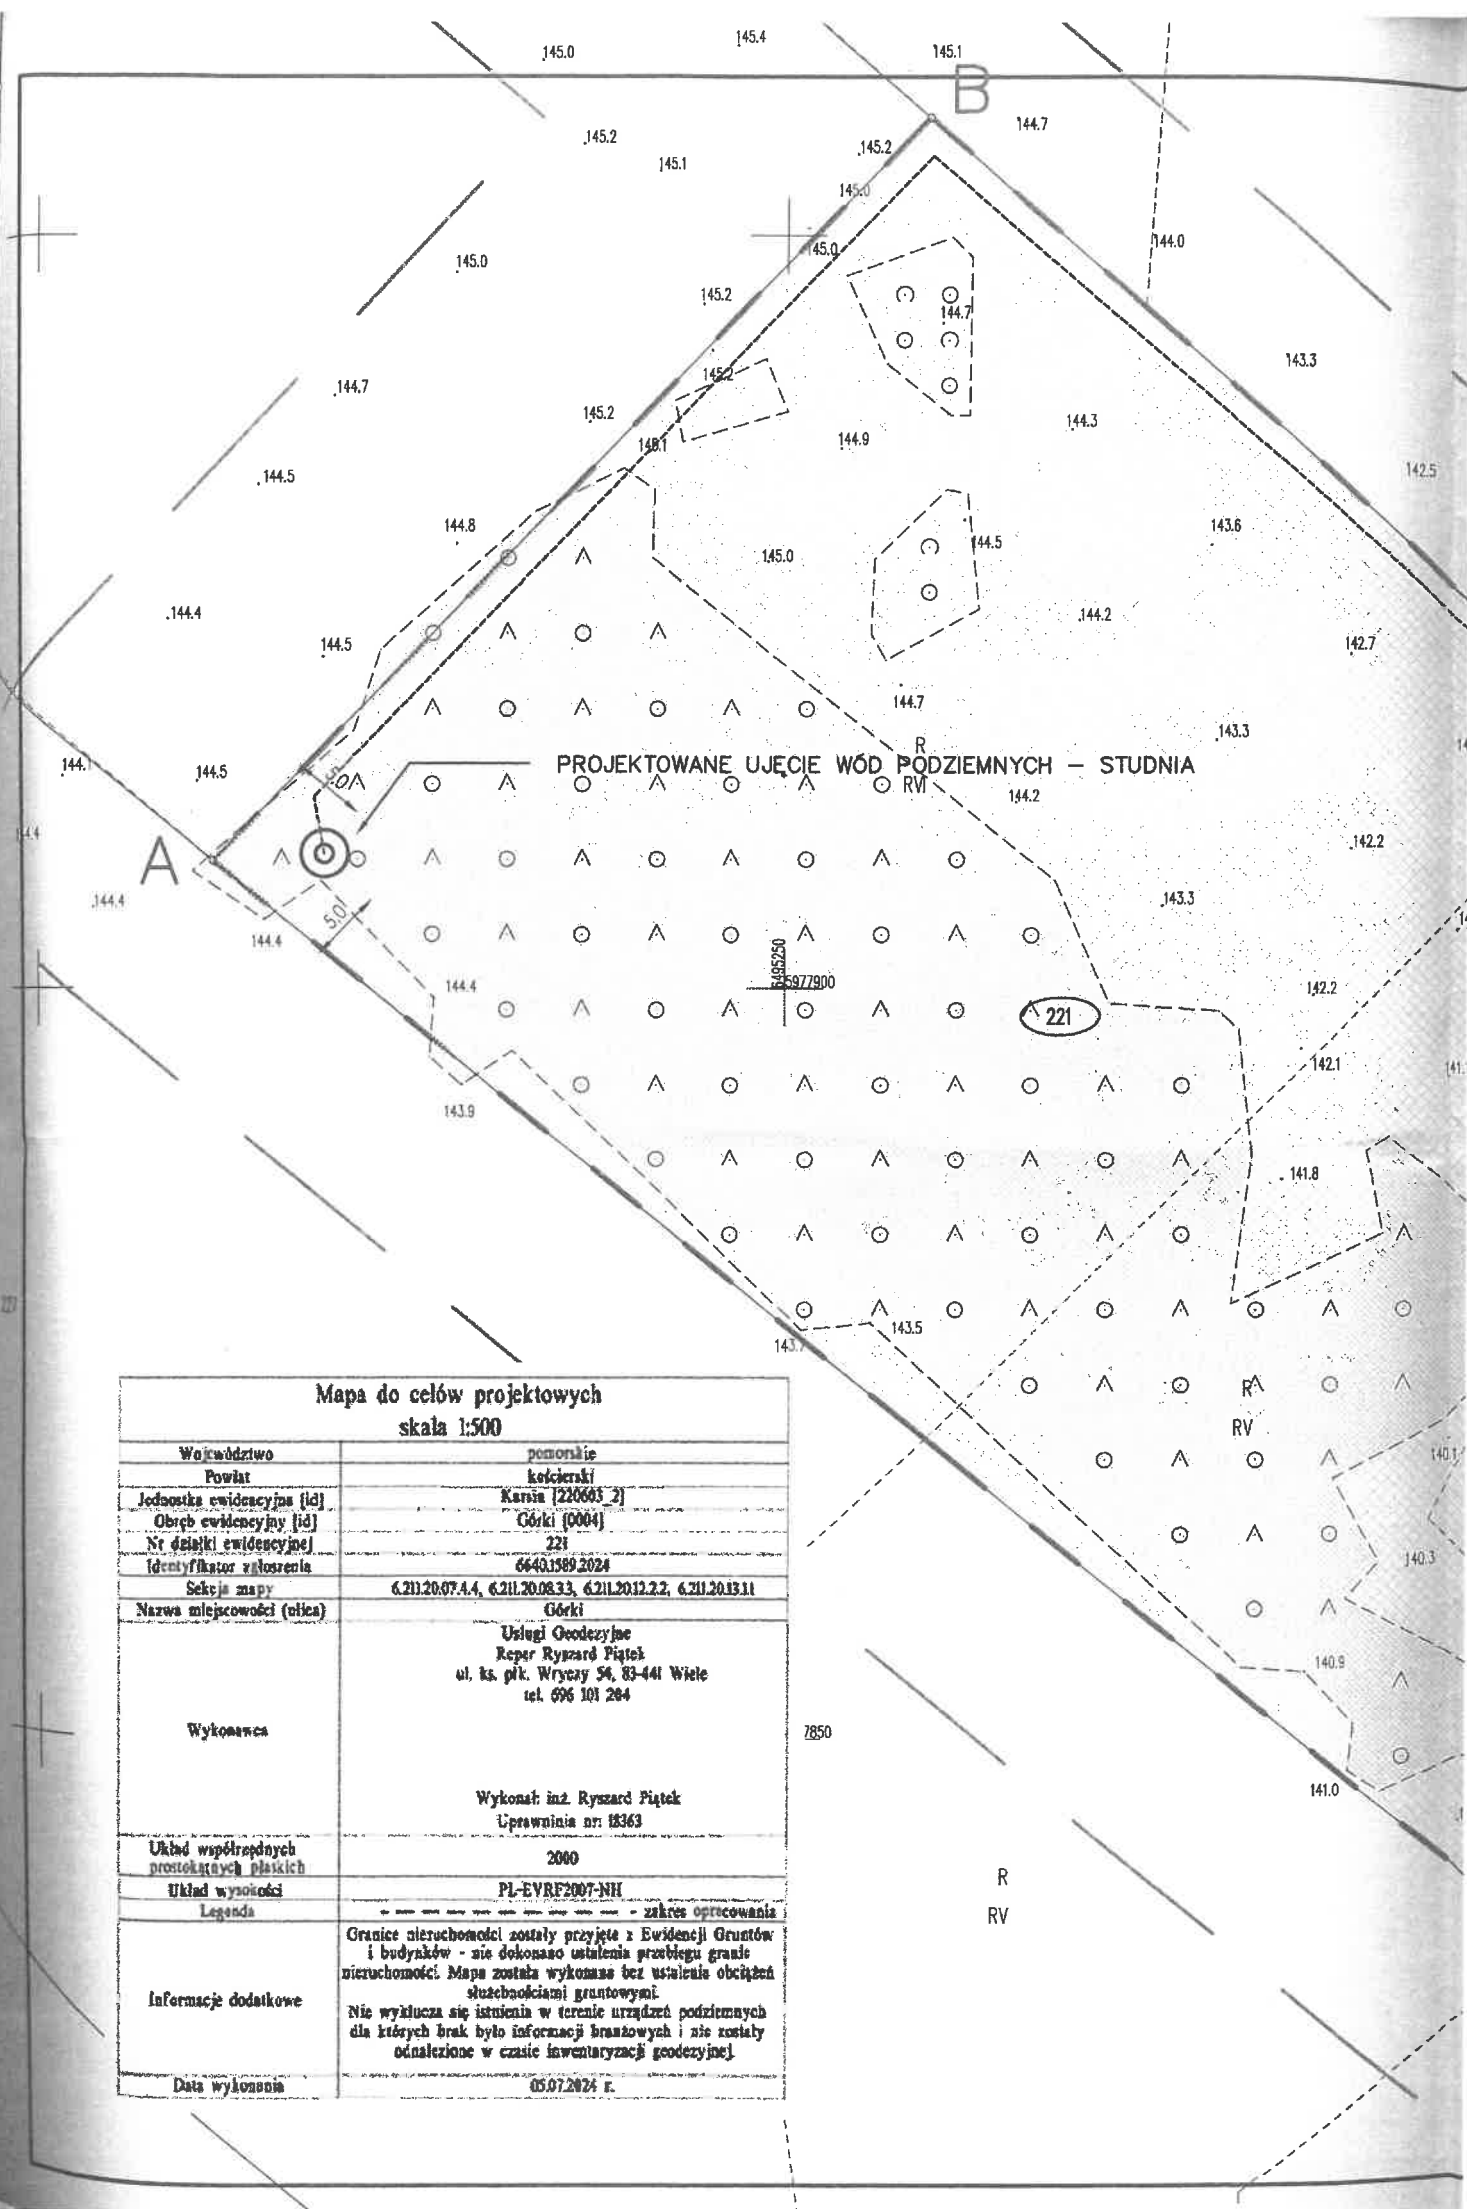 145.0
145.4
145.1
B
144.7
145.2
145.1
145.2
145.0
145.0
144.0
145.0
145.2
144.7
143.3
144.7
145.2
145.2
144.3
145.1
144.9
142.5
144.5
144.8
143.6
145.0
144.5
144.4
144.2
144.5
142.7
144.7
143.3
R
PROJEKTOWANE UJĘCIE WÓD PODZIEMNYCH – STUDNIA
RVI
144.1
144.5
5.0
144.2
142.2
A
144.4
143.3
5.0
144.4
6495250
5977900
144.4
142.2
221
142.1
143.9
141.8
143.5
R
RV
Mapa do celów projektowych
skala 1:500
Województwo pomorskie
Powiat kościerski
Jednostka ewidencyjna [id] Karsin [220603_2]
Obręb ewidencyjny [id] Górki [0004]
Nr działki ewidencyjnej 221
Identyfikator zgłoszenia 6640.1589.2024
Sekcja mapy 6.211.20.07.4.4, 6.211.20.08.3.3, 6.211.20.12.2.2, 6.211.20.13.1.1
Nazwa miejscowości (ulica) Górki
Usługi Geodezyjne
Reper Ryszard Piątek
ul. ks. płk. Wryczy 54, 83-441 Wiele
tel. 696 101 204
Wykonawca
Wykonał: inż. Ryszard Piątek
Uprawninia nr: 18363
Układ współrzędnych
prostokątnych płaskich 2000
Układ wysokości PL-EVRF2007-NH
Legenda - zakres opracowania
Granice nieruchomości zostały przyjęte z Ewidencji Gruntów
i budynków - nie dokonano ustalenia przebiegu granic
nieruchomości. Mapa została wykonana bez ustalenia obciążeń
służebnościami gruntowymi.
Informacje dodatkowe
Nie wyklucza się istnienia w terenie urządzeń podziemnych
dla których brak było informacji branżowych i nie zostały
odnalezione w czasie inwentaryzacji geodezyjnej
Data wykonania 05.07.2024 r.
140.3
140.9
7850
141.0
R
RV